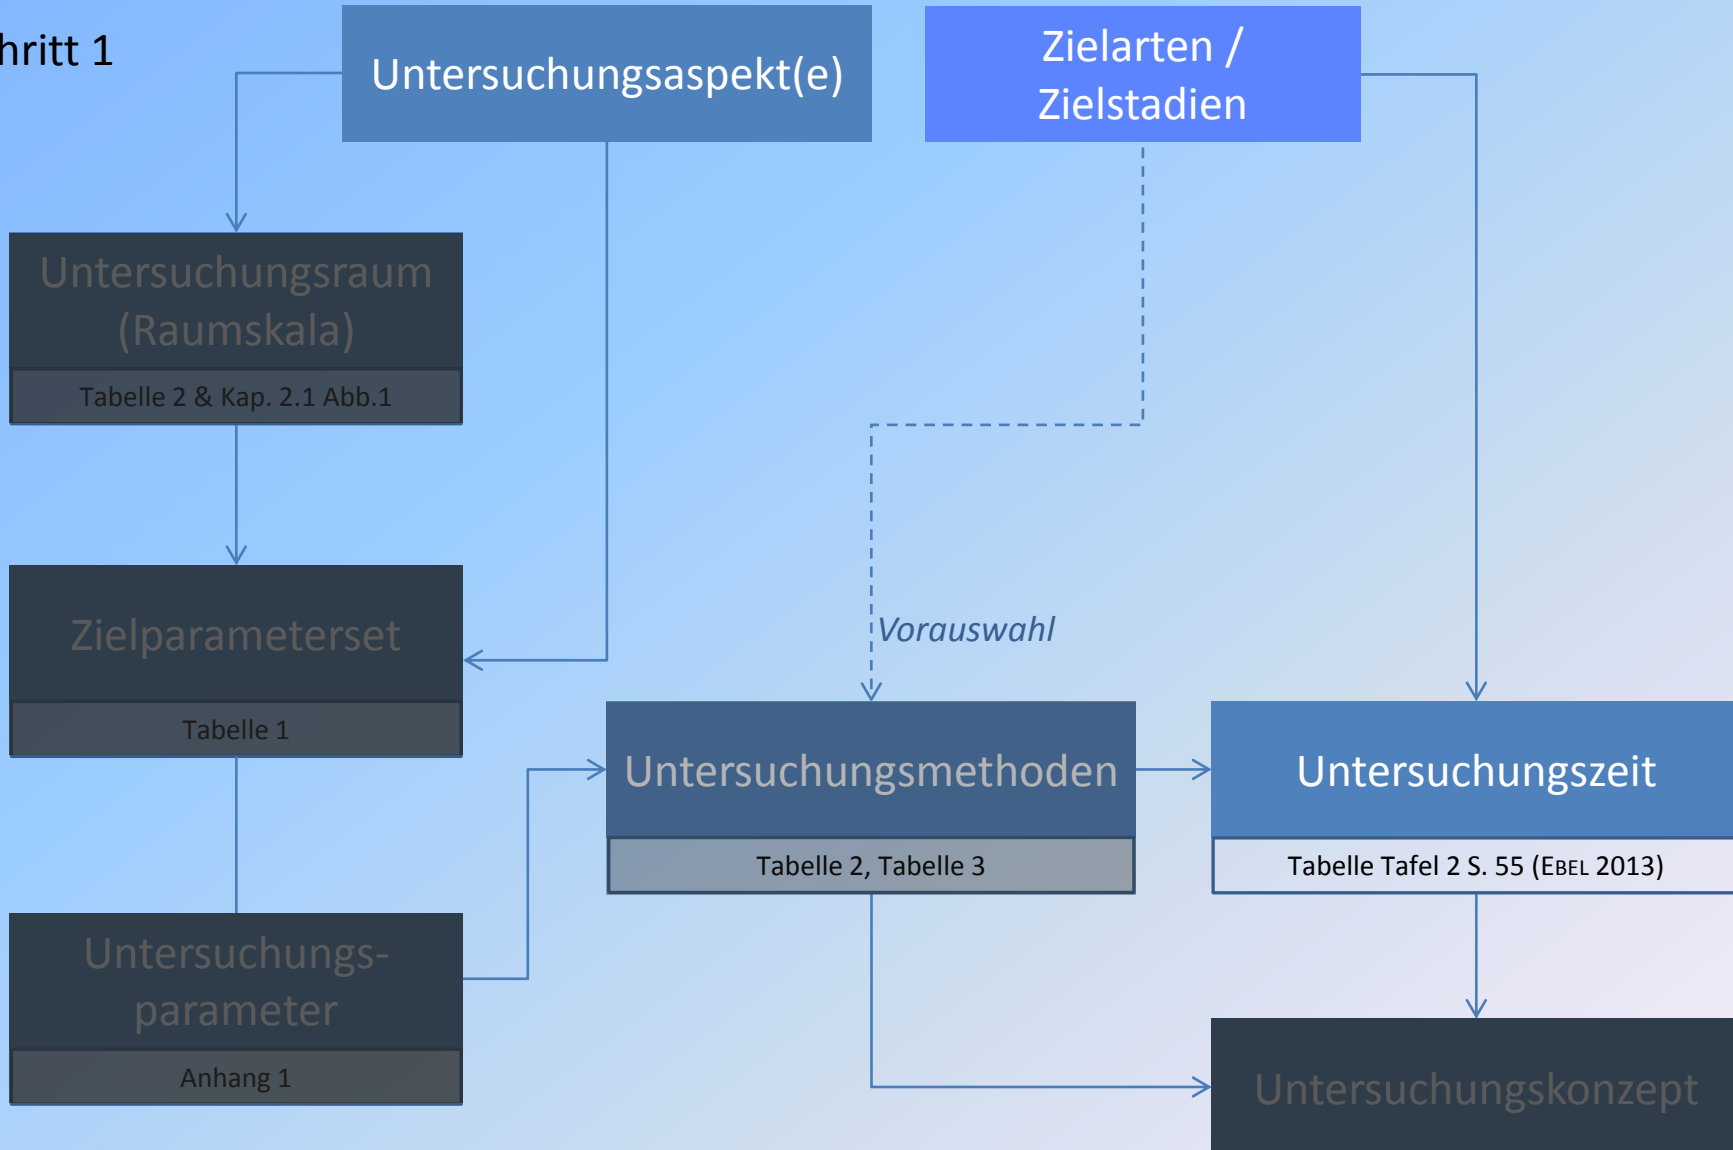 hritt 1
Untersuchungsaspekt(e)
Zielarten /
Zielstadien
Untersuchungsraum
(Raumskala)
Tabelle 2 & Kap. 2.1 Abb.1
Zielparameterset
Tabelle 1
Vorauswahl
Untersuchungsmethoden
Tabelle 2, Tabelle 3
Untersuchungszeit
Tabelle Tafel 2 S. 55 (EBEL 2013)
Untersuchungs-
parameter
Anhang 1
Untersuchungskonzept